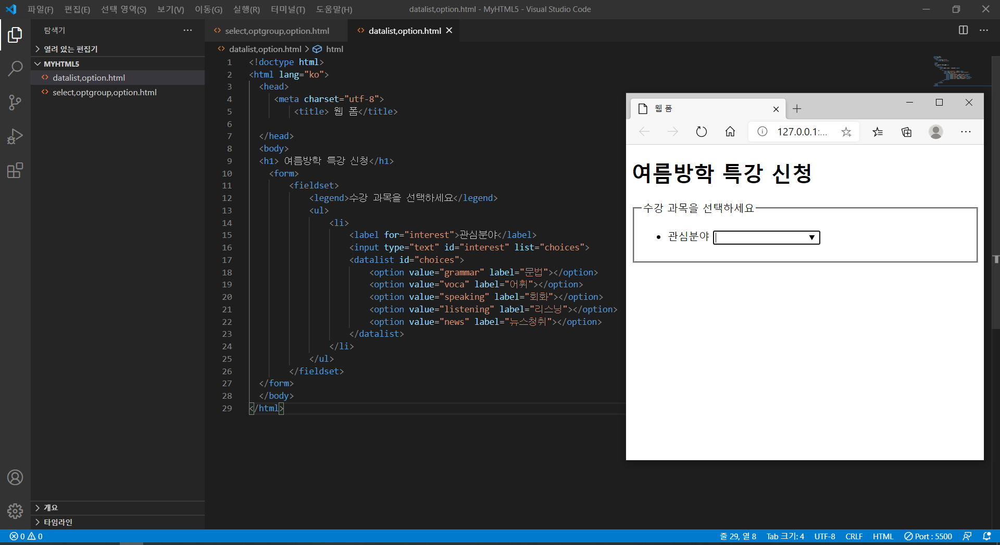 파일(F) 편집(E) 선택 영역(S) 보기(V) 이동(G) 실행(R) 터미널(T) 도움말(H) datalist,option.html - MyHTML5 - Visual Studio Code
탐색기
열려 있는 편집기
MYHTML5
datalist,option.html
select,optgroup,option.html
개요
타임라인
select,optgroup,option.html datalist,option.html
datalist,option.html > html
1 <!doctype html>
2 <html lang="ko">
3 <head>
4 <meta charset="utf-8">
5 <title> 웹 폼</title>
6
7 </head>
8 <body>
9 <h1> 여름방학 특강 신청</h1>
10 <form>
11 <fieldset>
12 <legend>수강 과목을 선택하세요</legend>
13 <ul>
14 <li>
15 <label for="interest">관심분야</label>
16 <input type="text" id="interest" list="choices">
17 <datalist id="choices">
18 <option value="grammar" label="문법"></option>
19 <option value="voca" label="어휘"></option>
20 <option value="speaking" label="회화"></option>
21 <option value="listening" label="리스닝"></option>
22 <option value="news" label="뉴스청취"></option>
23 </datalist>
24 </li>
25 </ul>
26 </fieldset>
27 </form>
28 </body>
29 </html>
웹 폼
127.0.0.1:...
여름방학 특강 신청
수강 과목을 선택하세요
• 관심분야
0 0 줄 29, 열 8 Tab 크기: 4 UTF-8 CRLF HTML Port : 5500